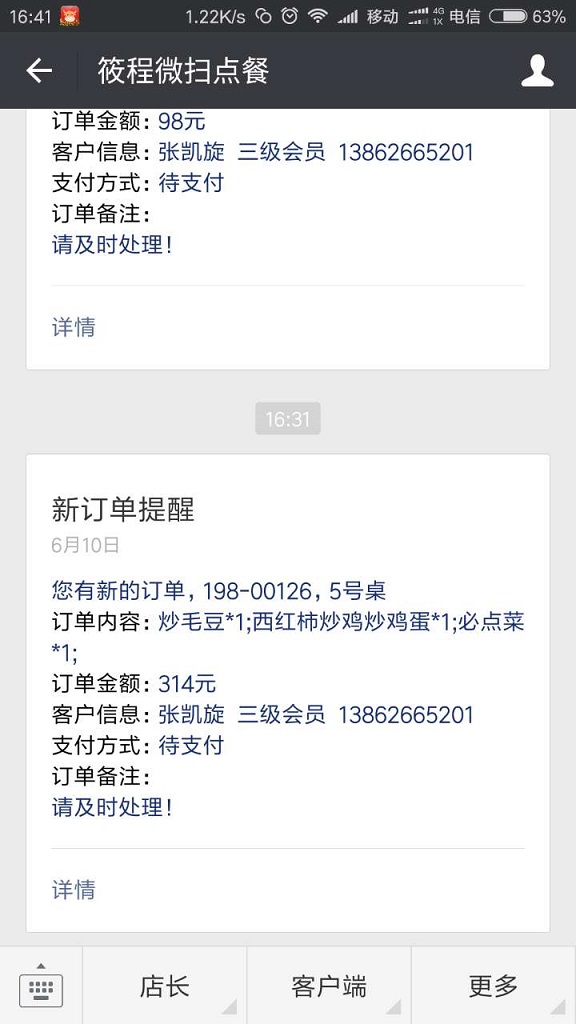 16:41 1.22K/s 移动 4G 1X 电信 63%
筱程微扫点餐
订单金额：98元
客户信息：张凯旋 三级会员 13862665201
支付方式：待支付
订单备注：
请及时处理！
详情
16:31
新订单提醒
6月10日
您有新的订单，198-00126，5号桌
订单内容：炒毛豆*1;西红柿炒鸡炒鸡蛋*1;必点菜
*1;
订单金额：314元
客户信息：张凯旋 三级会员 13862665201
支付方式：待支付
订单备注：
请及时处理！
详情
店长 客户端 更多